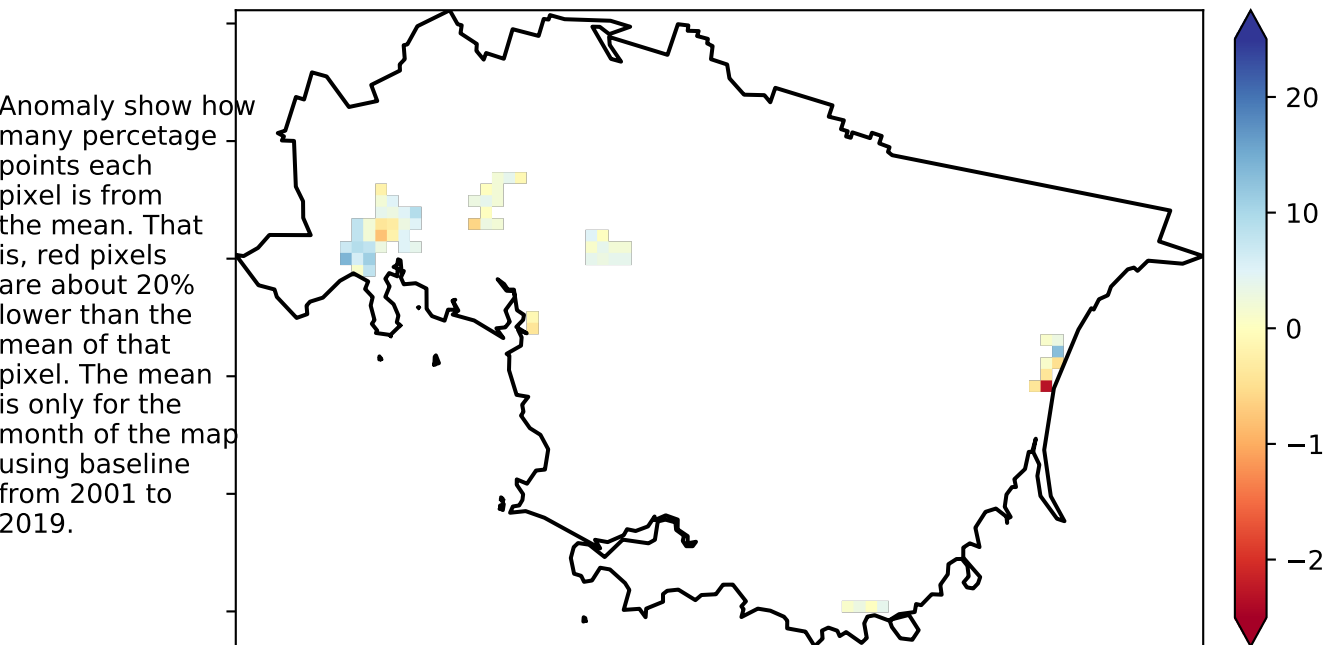 Anomaly show how
many percetage
points each
pixel is from
the mean. That
is, red pixels
are about 20%
lower than the
mean of that
pixel. The mean
is only for the
month of the map
using baseline
from 2001 to
2019.
20
10
0
−1
−2